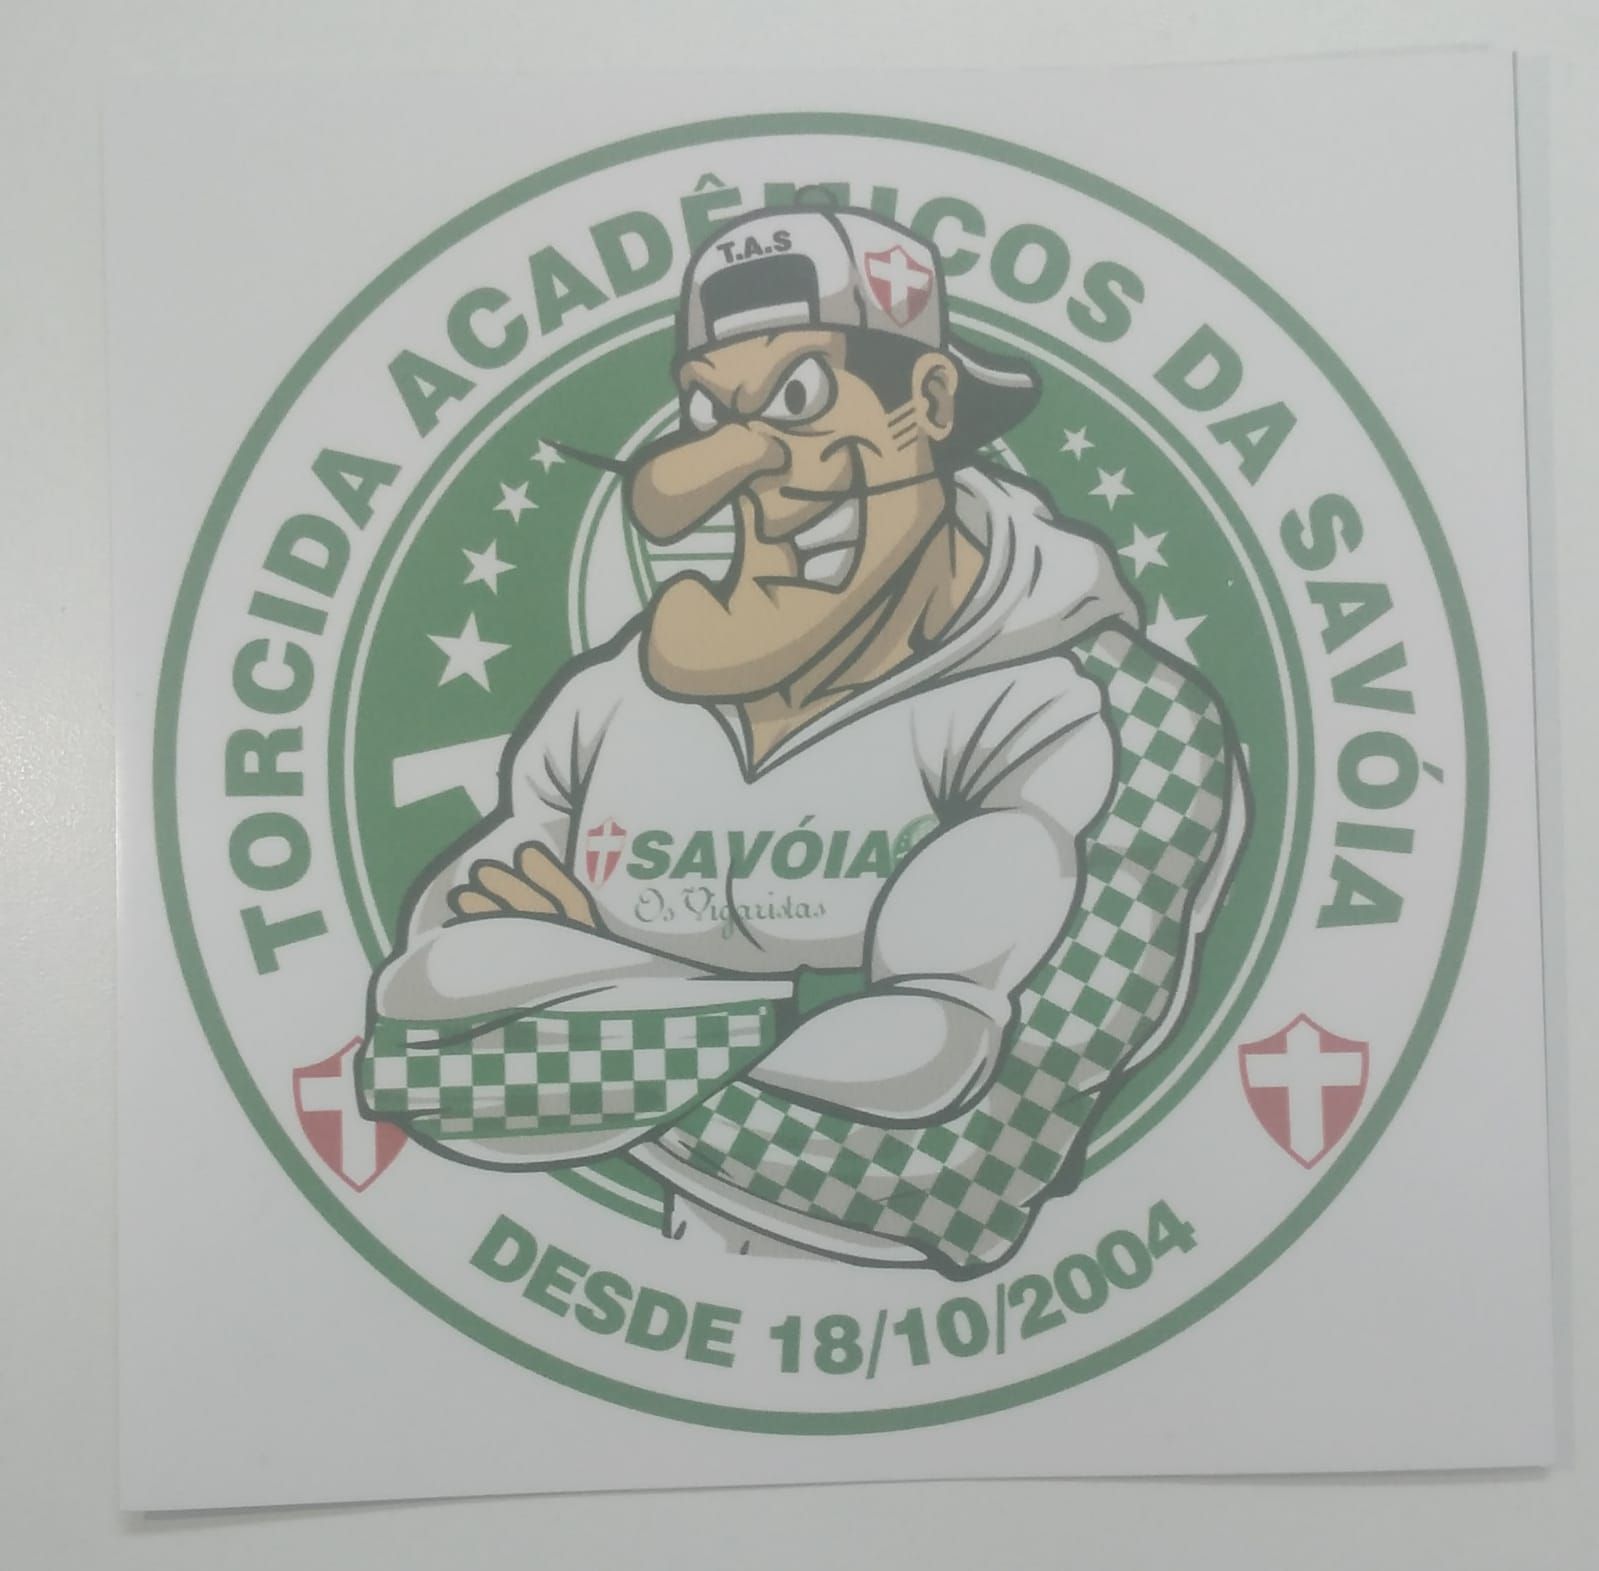 TORCIDA ACADÊMICOS DA SAVÓIA
T.A.S
SAVÓIA
Os Vigaristas
DESDE 18/10/2004